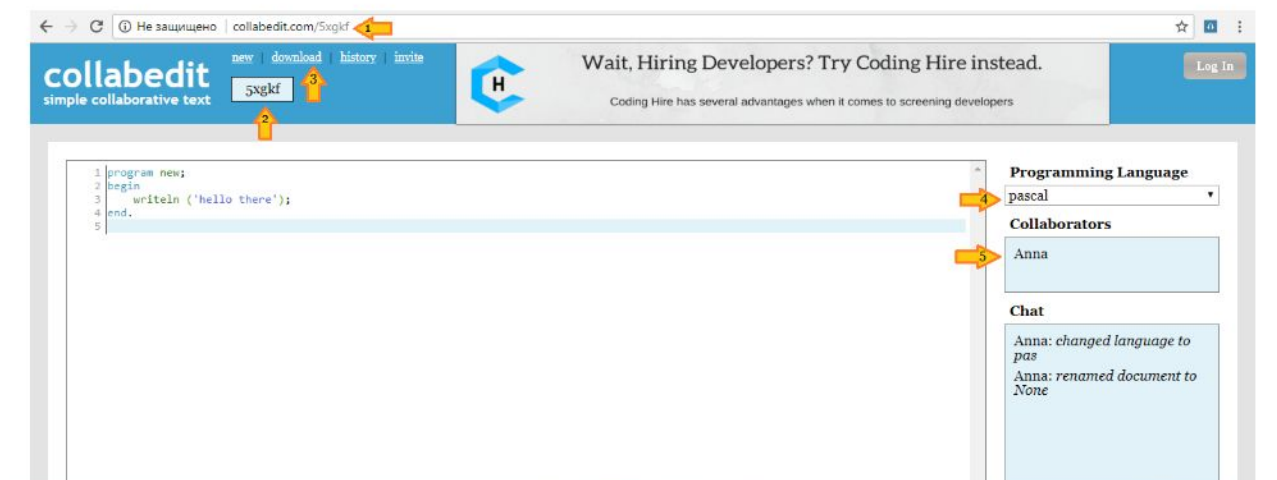 Не защищено collabedit.com/5xgkf 1
new | download | history | invite
collabedit
simple collaborative text
5xgkf
3
2
H
Wait, Hiring Developers? Try Coding Hire instead.
Coding Hire has several advantages when it comes to screening developers
Log In
1 program new;
2 begin
3 writeln ('hello there');
4 end.
5
Programming Language
4 pascal
Collaborators
5 Anna
Chat
Anna: changed language to
pas
Anna: renamed document to
None